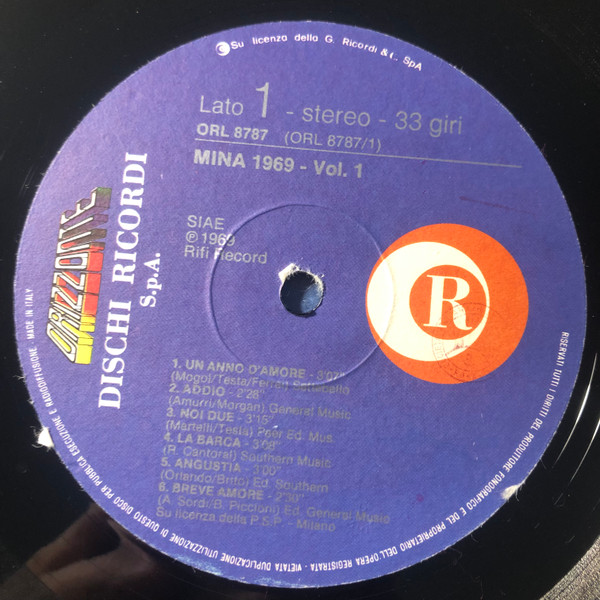 Su licenza della G. Ricordi & C. SpA
Lato 1 - stereo - 33 giri
ORL 8787 (ORL 8787/1)
MINA 1969 - Vol. 1
SIAE
℗ 1969
Rifi Record
ORIZZONTE
DISCHI RICORDI
S.p.A.
R
1. UN ANNO D'AMORE - 3'07"
(Mogol/Testa/Ferrari
2. ADDIO - 2'28"
(Amurri/Morgan) General Music
3. NOI DUE - 3'15"
(Martelli/Testa) Peer Ed. Mus.
4. LA BARCA - 3'08"
(R. Cantoral) Southern Music
5. ANGUSTIA - 3'00"
(Orlando/Brito) Ed. Southern
6. BREVE AMORE - 2'38"
(A. Sordi/B. Piccioni) Ed. General Music
Su licenza della P.S.P. - Milano
RISERVATI TUTTI I DIRITTI DEL PRODUTTORE FONOGRAFICO E DEL PROPRIETARIO DELL'OPERA REGISTRATA - VIETATA DUPLICAZIONE UTILIZZAZIONE DI QUESTO DISCO PER PUBBLICA ESECUZIONE E RADIODIFFUSIONE · MADE IN ITALY